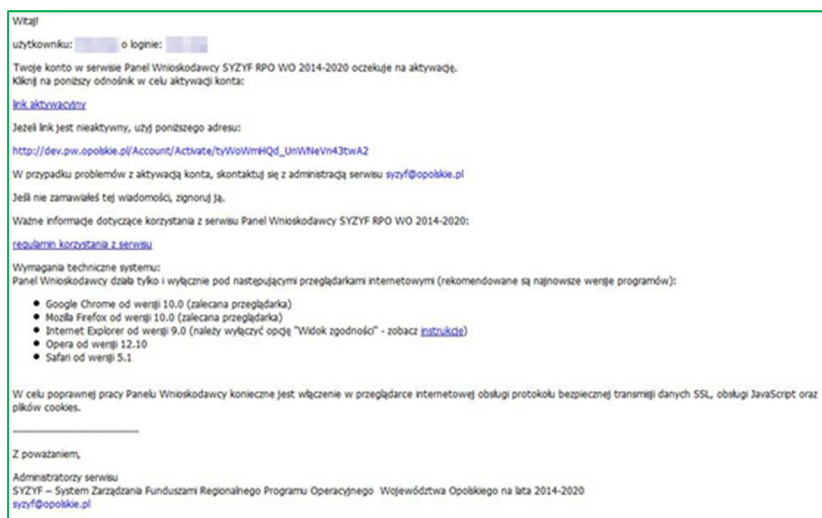 Witaj!
użytkowniku: o loginie:
Twoje konto w serwisie Panel Wnioskodawcy SYZYF RPO WO 2014-2020 oczekuje na aktywację.
Kliknij na poniższy odnośnik w celu aktywacji konta:
link aktywacyjny
Jeżeli link jest nieaktywny, użyj poniższego adresu:
http://dev.pw.opolskie.pl/Account/Activate/tyWoWmHQd_UnWNeVn43twA2
W przypadku problemów z aktywacją konta, skontaktuj się z administracją serwisu syzyf@opolskie.pl
Jeśli nie zamawiałeś tej wiadomości, zignoruj ją.
Ważne informacje dotyczące korzystania z serwisu Panel Wnioskodawcy SYZYF RPO WO 2014-2020:
regulamin korzystania z serwisu
Wymagania techniczne systemu:
Panel Wnioskodawcy działa tylko i wyłącznie pod następującymi przeglądarkami internetowymi (rekomendowane są najnowsze wersje programów):
• Google Chrome od wersji 10.0 (zalecana przeglądarka)
• Mozilla Firefox od wersji 10.0 (zalecana przeglądarka)
• Internet Explorer od wersji 9.0 (należy wyłączyć opcję "Widok zgodności" - zobacz instrukcję)
• Opera od wersji 12.10
• Safari od wersji 5.1
W celu poprawnej pracy Panelu Wnioskodawcy konieczne jest włączenie w przeglądarce internetowej obsługi protokołu bezpiecznej transmisji danych SSL, obsługi JavaScript oraz
plików cookies.
Z poważaniem,
Administratorzy serwisu
SYZYF – System Zarządzania Funduszami Regionalnego Programu Operacyjnego Województwa Opolskiego na lata 2014-2020
syzyf@opolskie.pl